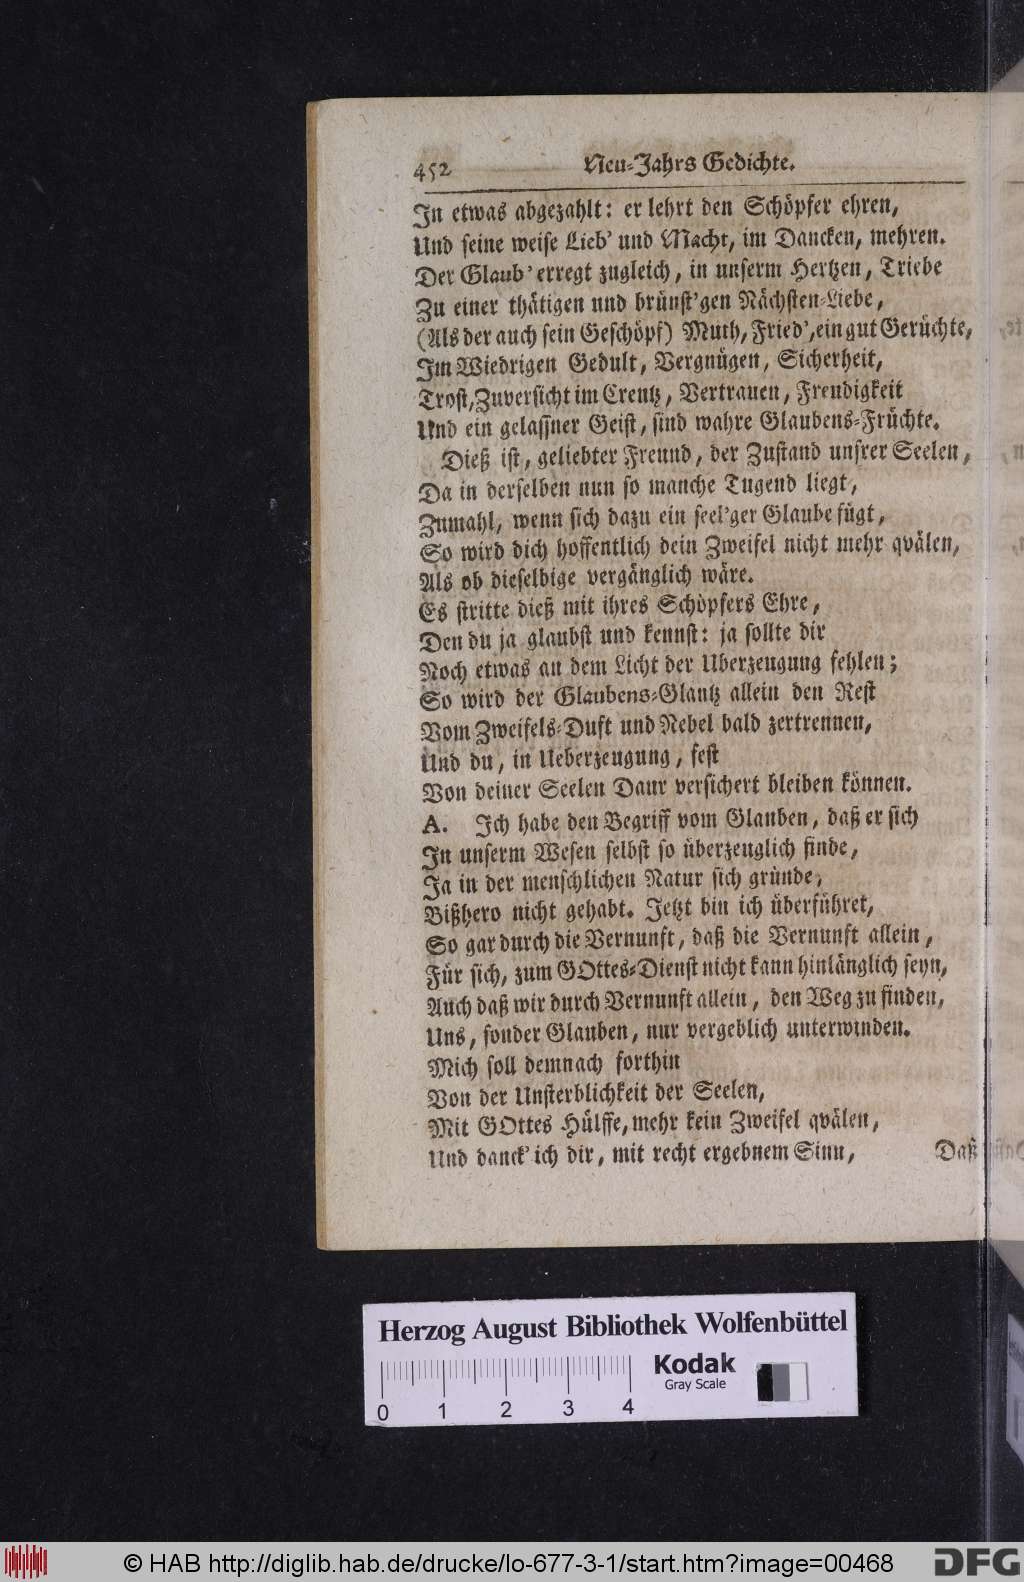 452 Neu-Jahrs Gedichte.
In etwas abgezahlt: er lehrt den Schöpfer ehren,
Und seine weise Lieb' und Macht, im Dancken, mehren.
Der Glaub' erregt zugleich, in unserm Hertzen, Triebe
Zu einer thätigen und brünst'gen Nächsten-Liebe,
(Als der auch sein Geschöpf) Muth, Fried', ein gut Gerüchte,
Im Wiedrigen Gedult, Vergnügen, Sicherheit,
Trost, Zuversicht im Creutz, Vertrauen, Freudigkeit
Und ein gelassner Geist, sind wahre Glaubens-Früchte.
Dieß ist, geliebter Freund, der Zustand unsrer Seelen,
Da in derselben nun so manche Tugend liegt,
Zumahl, wenn sich dazu ein seel'ger Glaube fügt,
So wird dich hoffentlich dein Zweifel nicht mehr qvälen,
Als ob dieselbige vergänglich wäre.
Es stritte dieß mit ihres Schöpfers Ehre,
Den du ja glaubst und kennst: ja sollte dir
Noch etwas an dem Licht der Uberzeugung fehlen;
So wird der Glaubens-Glantz allein den Rest
Vom Zweifels-Duft und Nebel bald zertrennen,
Und du, in Ueberzeugung, fest
Von deiner Seelen Daur versichert bleiben können.
A. Ich habe den Begriff vom Glauben, daß er sich
In unserm Wesen selbst so überzeuglich finde,
Ja in der menschlichen Natur sich gründe,
Bißhero nicht gehabt. Jetzt bin ich überführet,
So gar durch die Vernunft, daß die Vernunft allein,
Für sich, zum GOttes-Dienst nicht kann hinlänglich seyn,
Auch daß wir durch Vernunft allein, den Weg zu finden,
Uns, sonder Glauben, nur vergeblich unterwinden.
Mich soll demnach forthin
Von der Unsterblichkeit der Seelen,
Mit GOttes Hülffe, mehr kein Zweifel qvälen,
Und danck' ich dir, mit recht ergebnem Sinn,
Daß
Herzog August Bibliothek Wolfenbüttel
Kodak
Gray Scale
0 1 2 3 4
© HAB http://diglib.hab.de/drucke/lo-677-3-1/start.htm?image=00468
DFG